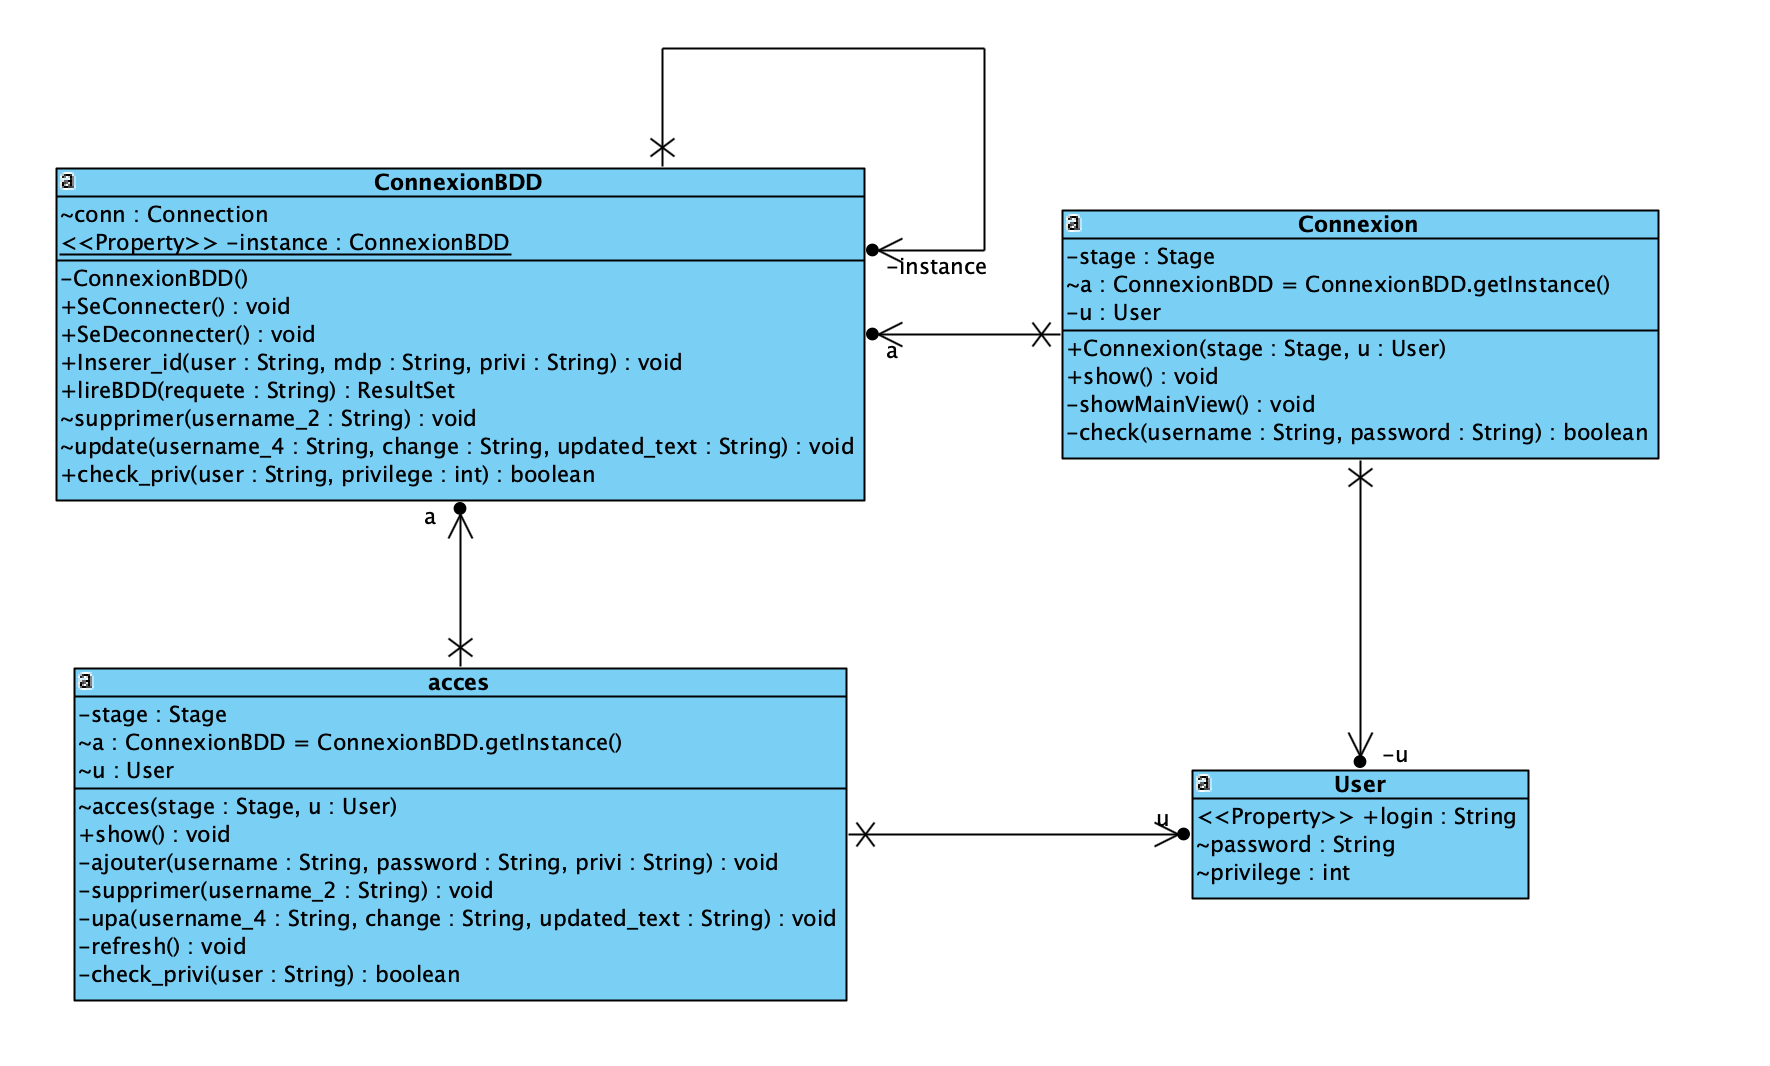 a
ConnexionBDD
~conn : Connection
<<Property>> -instance : ConnexionBDD
-ConnexionBDD()
+SeConnecter() : void
+SeDeconnecter() : void
+Inserer_id(user : String, mdp : String, privi : String) : void
+lireBDD(requete : String) : ResultSet
~supprimer(username_2 : String) : void
~update(username_4 : String, change : String, updated_text : String) : void
+check_priv(user : String, privilege : int) : boolean
-instance
a
a
a
Connexion
-stage : Stage
~a : ConnexionBDD = ConnexionBDD.getInstance()
-u : User
+Connexion(stage : Stage, u : User)
+show() : void
-showMainView() : void
-check(username : String, password : String) : boolean
a
acces
-stage : Stage
~a : ConnexionBDD = ConnexionBDD.getInstance()
~u : User
~acces(stage : Stage, u : User)
+show() : void
-ajouter(username : String, password : String, privi : String) : void
-supprimer(username_2 : String) : void
-upa(username_4 : String, change : String, updated_text : String) : void
-refresh() : void
-check_privi(user : String) : boolean
-u
u
a
User
<<Property>> +login : String
~password : String
~privilege : int